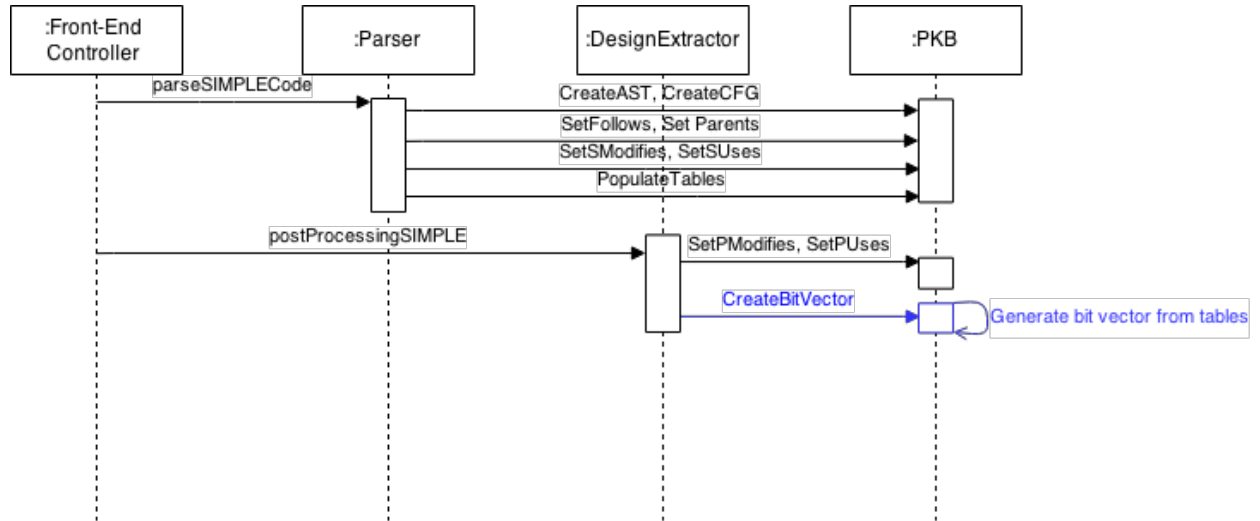 :Front-End
Controller
:Parser
:DesignExtractor
:PKB
parseSIMPLECode
CreateAST, CreateCFG
SetFollows, Set Parents
SetSModifies, SetSUses
PopulateTables
postProcessingSIMPLE
SetPModifies, SetPUses
CreateBitVector
Generate bit vector from tables